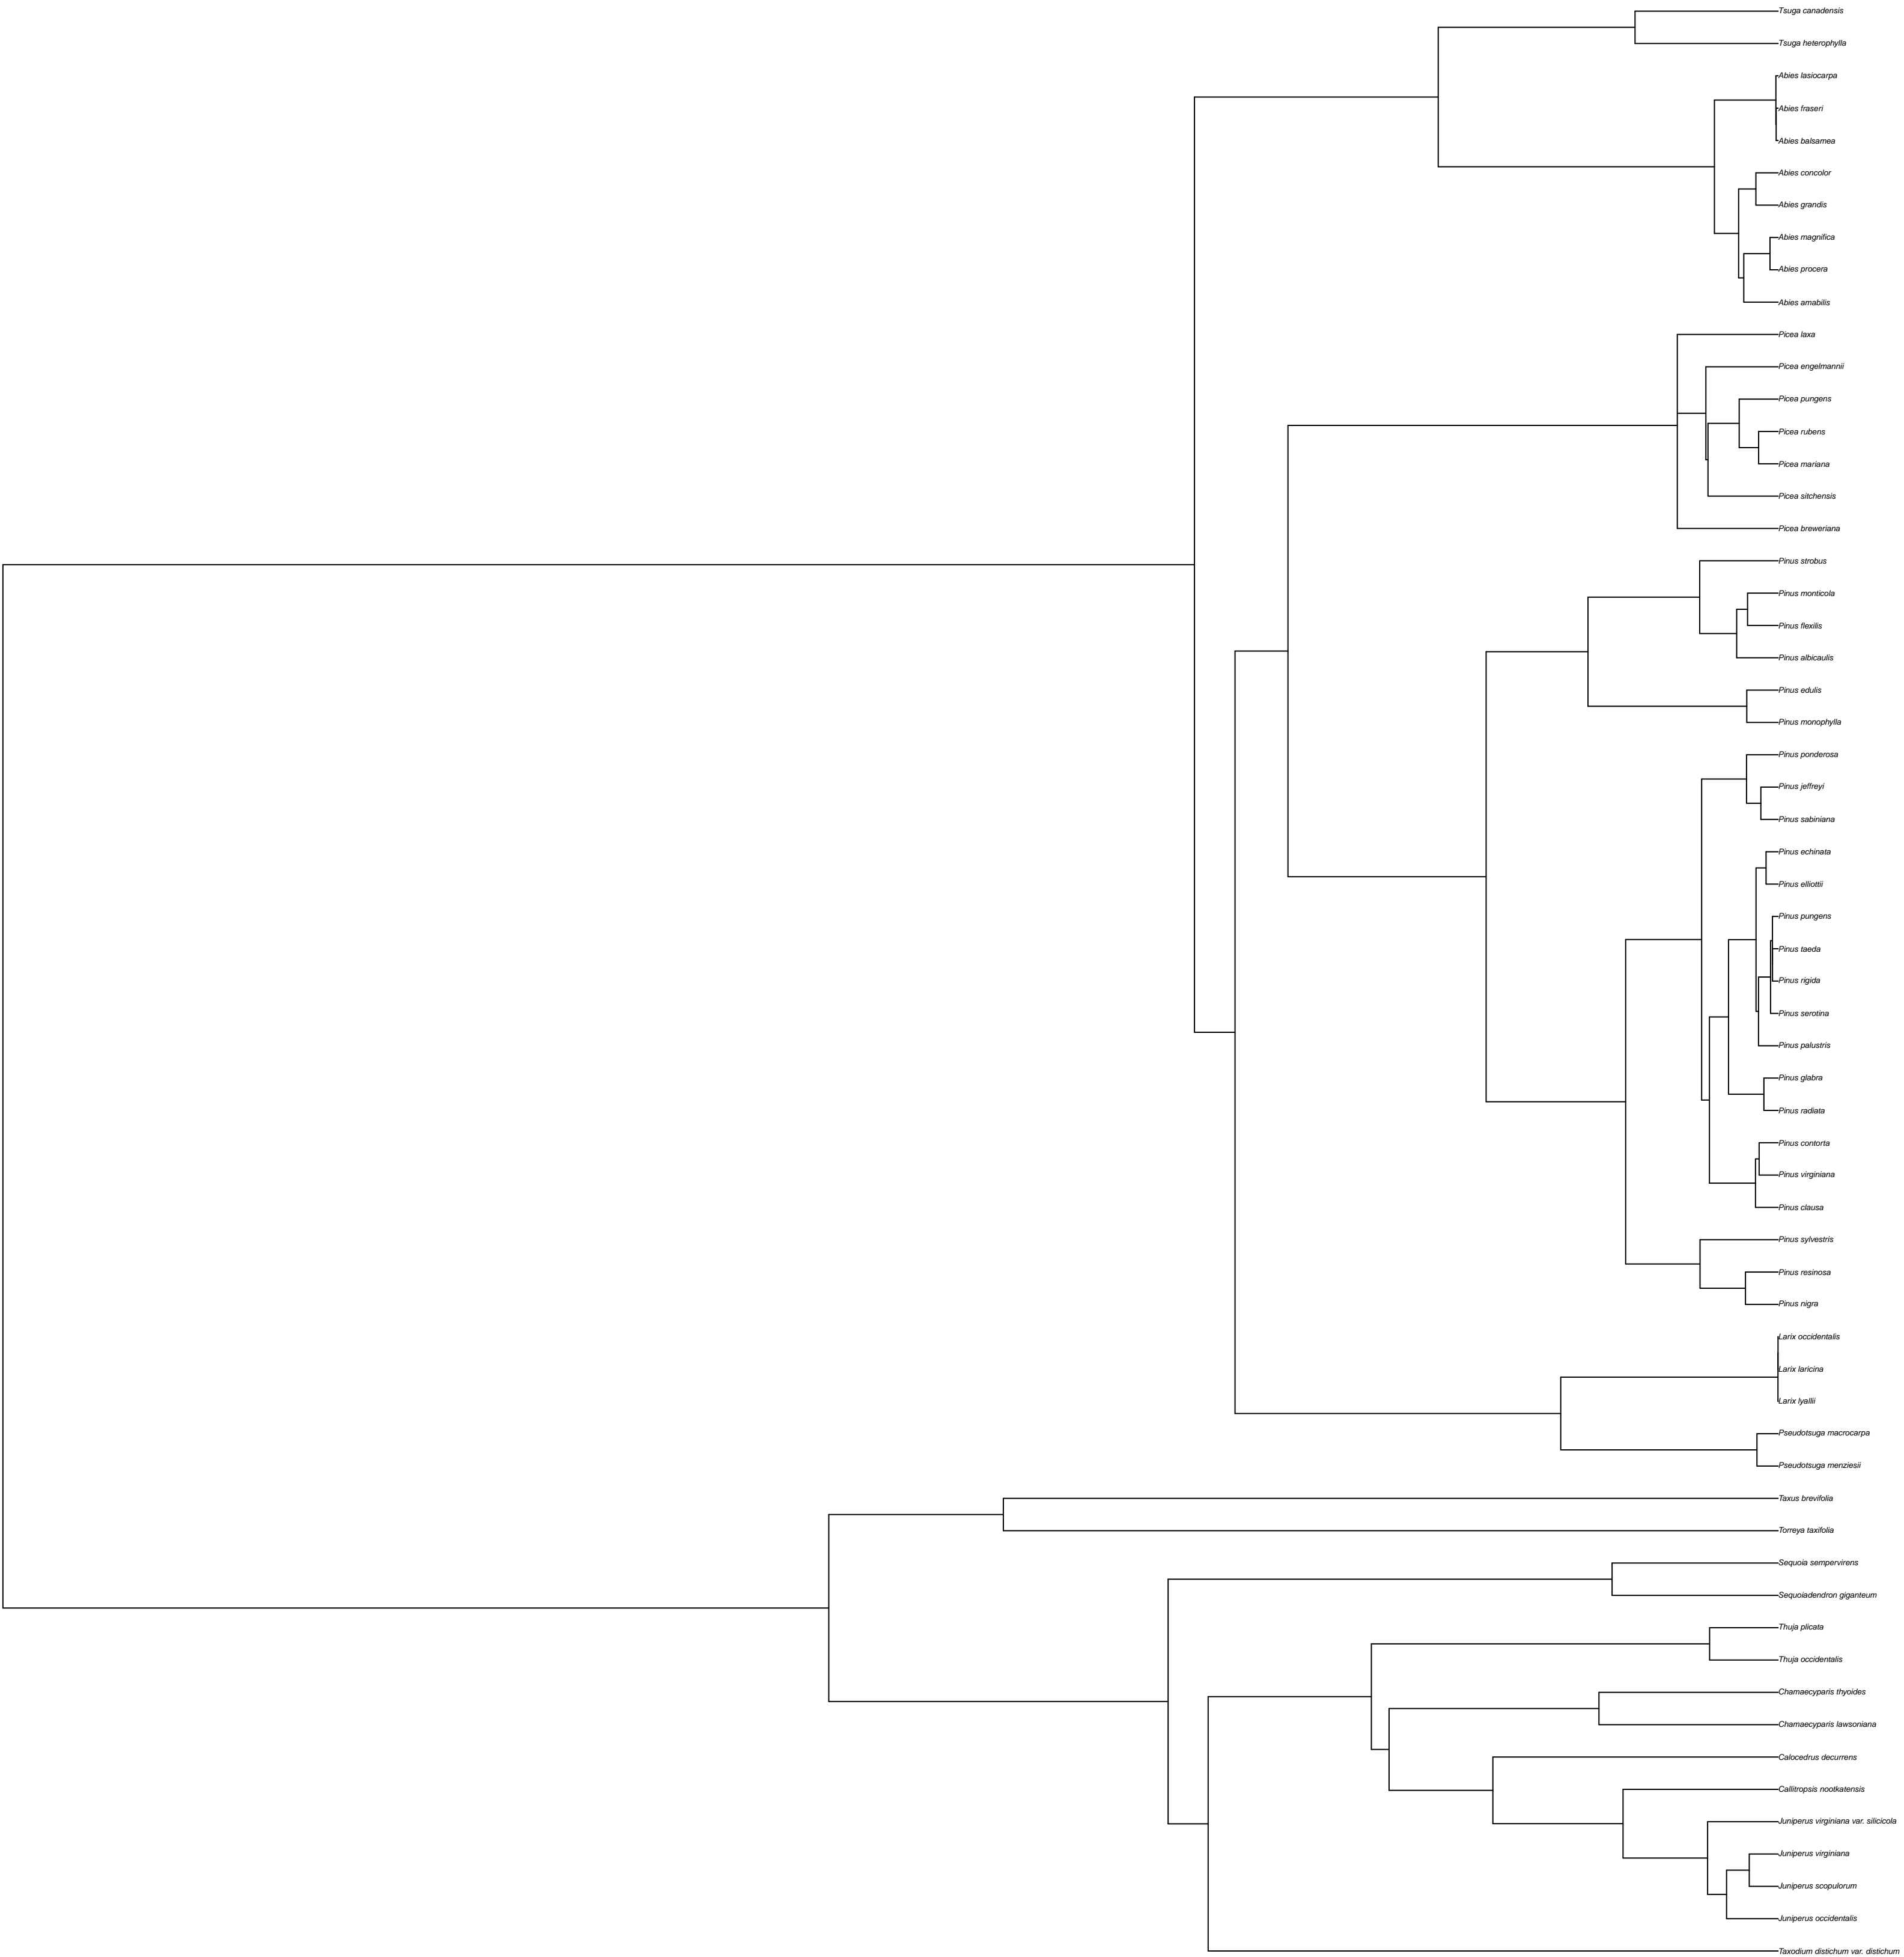 Tsuga canadensis
Tsuga heterophylla
Abies lasiocarpa
Abies fraseri
Abies balsamea
Abies concolor
Abies grandis
Abies magnifica
Abies procera
Abies amabilis
Picea laxa
Picea engelmannii
Picea pungens
Picea rubens
Picea mariana
Picea sitchensis
Picea breweriana
Pinus strobus
Pinus monticola
Pinus flexilis
Pinus albicaulis
Pinus edulis
Pinus monophylla
Pinus ponderosa
Pinus jeffreyi
Pinus sabiniana
Pinus echinata
Pinus elliottii
Pinus pungens
Pinus taeda
Pinus rigida
Pinus serotina
Pinus palustris
Pinus glabra
Pinus radiata
Pinus contorta
Pinus virginiana
Pinus clausa
Pinus sylvestris
Pinus resinosa
Pinus nigra
Larix occidentalis
Larix laricina
Larix lyallii
Pseudotsuga macrocarpa
Pseudotsuga menziesii
Taxus brevifolia
Torreya taxifolia
Sequoia sempervirens
Sequoiadendron giganteum
Thuja plicata
Thuja occidentalis
Chamaecyparis thyoides
Chamaecyparis lawsoniana
Calocedrus decurrens
Callitropsis nootkatensis
Juniperus virginiana var. silicicola
Juniperus virginiana
Juniperus scopulorum
Juniperus occidentalis
Taxodium distichum var. distichum